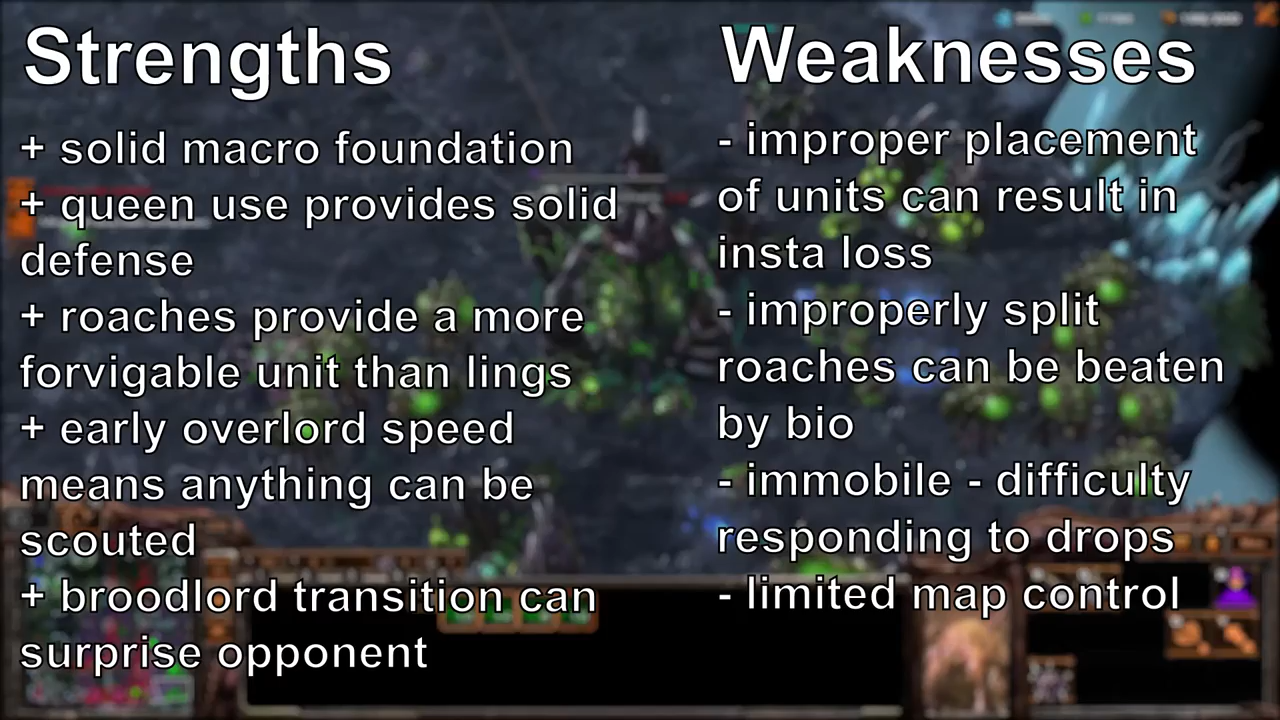 Strengths
+ solid macro foundation
+ queen use provides solid
defense
+ roaches provide a more
forvigable unit than lings
+ early overlord speed
means anything can be
scouted
+ broodlord transition can
surprise opponent
Weaknesses
- improper placement
of units can result in
insta loss
- improperly split
roaches can be beaten
by bio
- immobile - difficulty
responding to drops
- limited map control